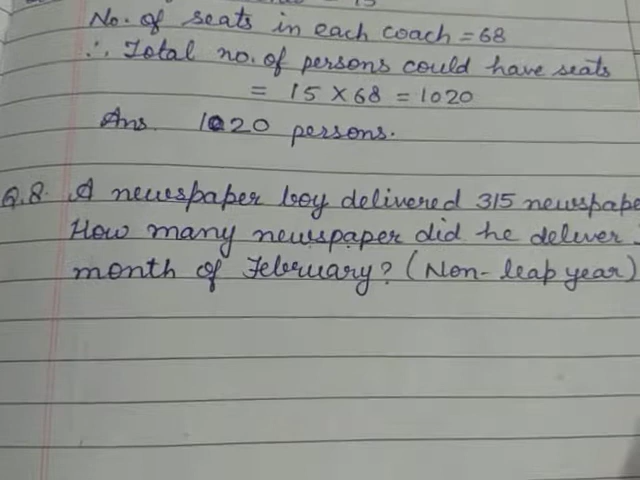 No. of seats in each coach = 68
∴ Total no. of persons could have seats
= 15 × 68 = 1020
Ans. 1020 persons.
Q.8. A newspaper boy delivered 315 newspape
How many newspaper did he deliver
month of February? (Non-leap year)